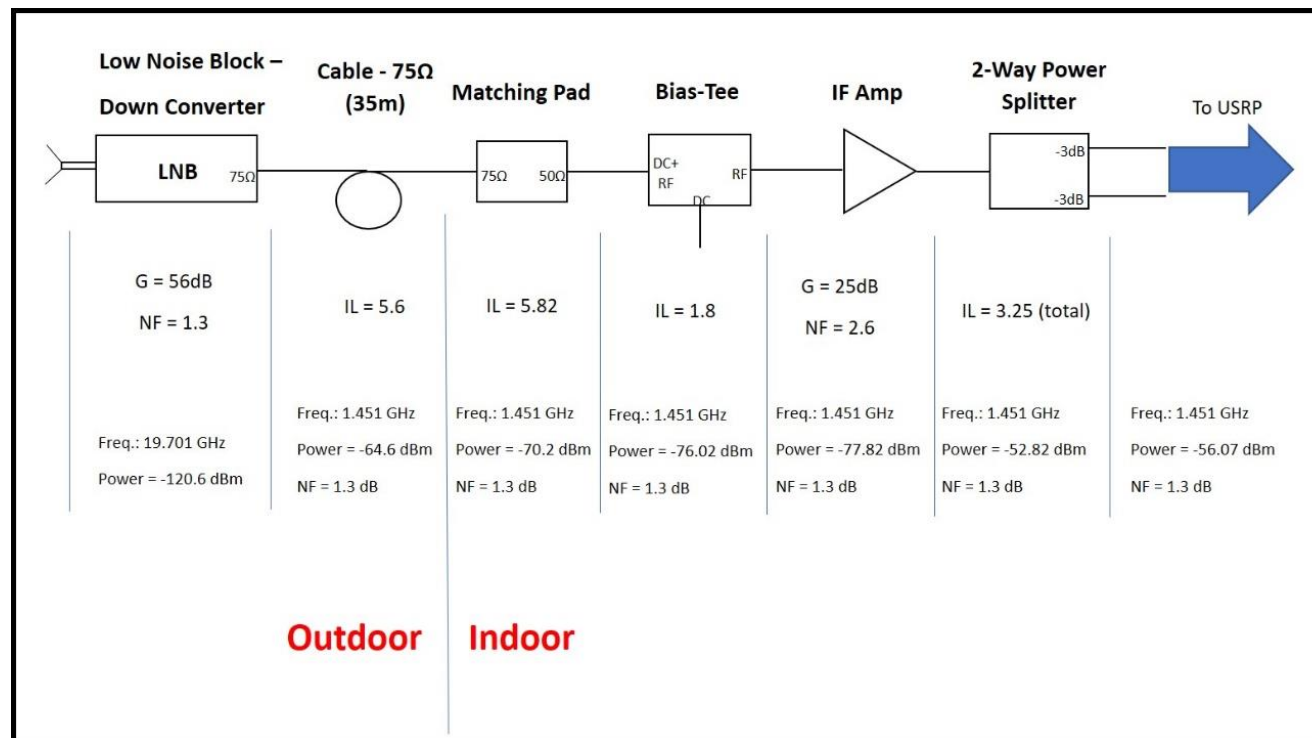 Low Noise Block –
Down Converter
Cable - 75Ω
(35m)
Matching Pad
Bias-Tee
IF Amp
2-Way Power
Splitter
To USRP
LNB
75Ω
75Ω
50Ω
DC+
RF
RF
DC
-3dB
-3dB
G = 56dB
NF = 1.3
IL = 5.6
IL = 5.82
IL = 1.8
G = 25dB
NF = 2.6
IL = 3.25 (total)
Freq.: 19.701 GHz
Power = -120.6 dBm
Freq.: 1.451 GHz
Power = -64.6 dBm
NF = 1.3 dB
Freq.: 1.451 GHz
Power = -70.2 dBm
NF = 1.3 dB
Freq.: 1.451 GHz
Power = -76.02 dBm
NF = 1.3 dB
Freq.: 1.451 GHz
Power = -77.82 dBm
NF = 1.3 dB
Freq.: 1.451 GHz
Power = -52.82 dBm
NF = 1.3 dB
Freq.: 1.451 GHz
Power = -56.07 dBm
NF = 1.3 dB
Outdoor
Indoor